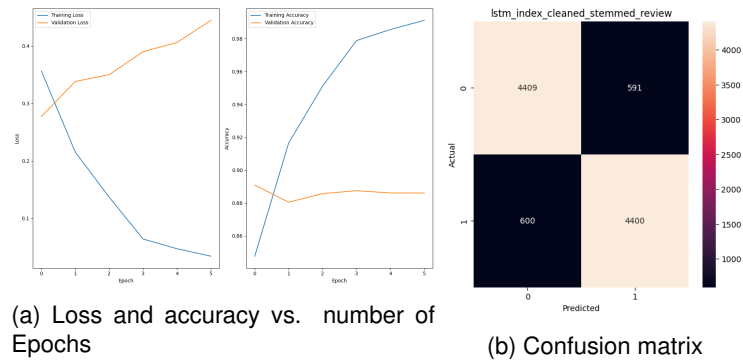 Training Loss
Validation Loss
0.4
0.3
0.2
0.1
Loss
0
1
2
3
4
5
Epoch
Training Accuracy
Validation Accuracy
0.98
0.96
0.94
0.92
0.90
0.88
0.86
Accuracy
0
1
2
3
4
5
Epoch
(a) Loss and accuracy vs. number of
Epochs
lstm_index_cleaned_stemmed_review
4409
591
600
4400
0
1
Actual
0
1
Predicted
4000
3500
3000
2500
2000
1500
1000
(b) Confusion matrix